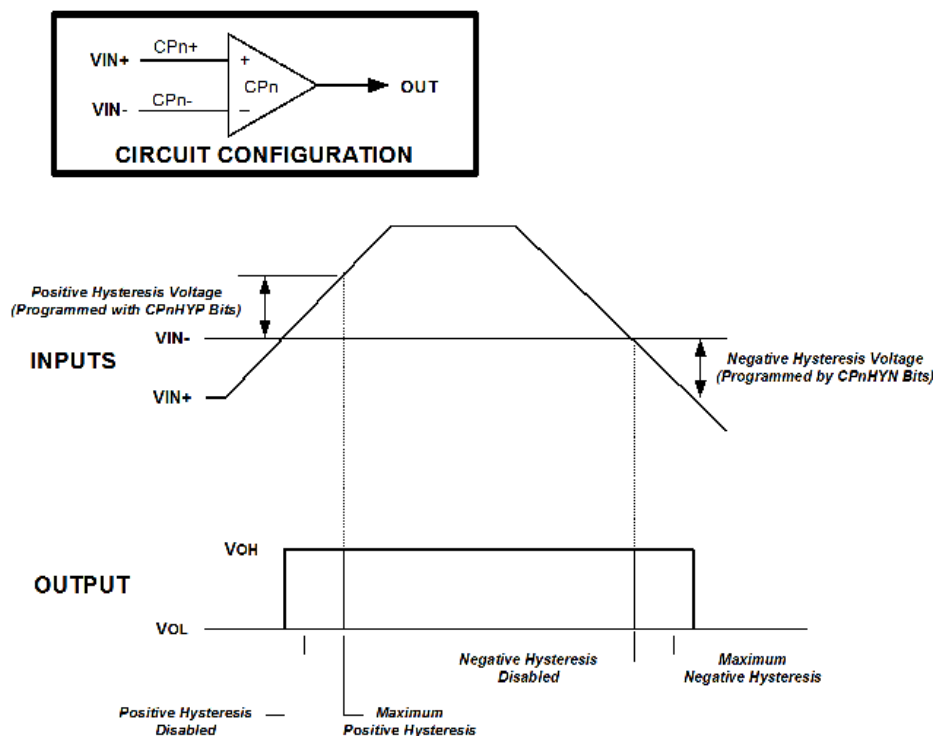 CPn+
VIN+
+
CPn
OUT
CPn-
VIN-
−
CIRCUIT CONFIGURATION
Positive Hysteresis Voltage
(Programmed with CPnHYP Bits)
VIN-
INPUTS
Negative Hysteresis Voltage
(Programmed by CPnHYN Bits)
VIN+
VOH
OUTPUT
VOL
Negative Hysteresis
Disabled
Maximum
Negative Hysteresis
Positive Hysteresis
Disabled
Maximum
Positive Hysteresis